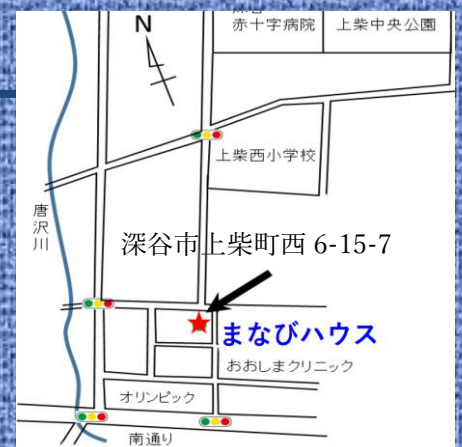 N
深谷
赤十字病院
上柴中央公園
上柴西小学校
唐沢川
深谷市上柴町西 6-15-7
まなびハウス
おおしまクリニック
オリンピック
南通り